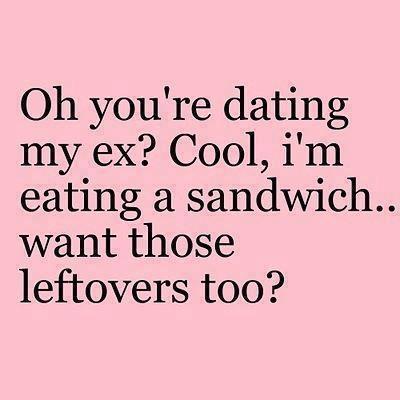 Oh you're dating
my ex? Cool, i'm
eating a sandwich..
want those
leftovers too?